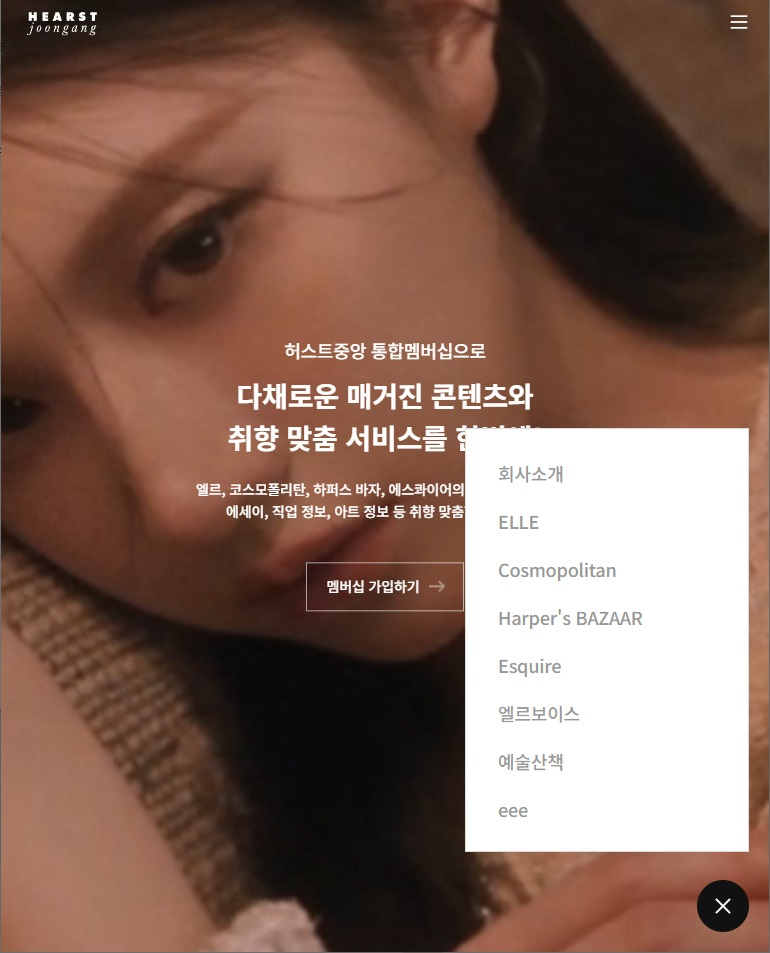 HEARST
joongang
허스트중앙 통합멤버십으로
다채로운 매거진 콘텐츠와
취향 맞춤 서비스를
엘르, 코스모폴리탄, 하퍼스 바자, 에스콰이어의
에세이, 직업 정보, 아트 정보 등 취향 맞춤
멤버십 가입하기
회사소개
ELLE
Cosmopolitan
Harper's BAZAAR
Esquire
엘르보이스
예술산책
eee